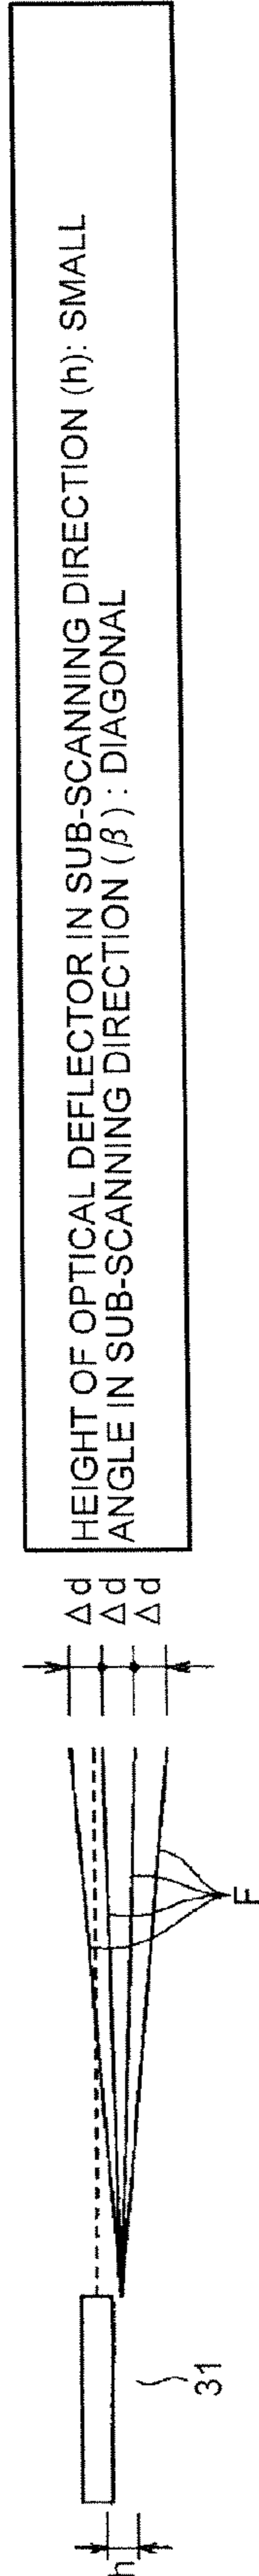 HEIGHT OF OPTICAL DEFLECTOR IN SUB-SCANNING DIRECTION (h): SMALL
ANGLE IN SUB-SCANNING DIRECTION (β): DIAGONAL
Δd
Δd
Δd
F
31
h